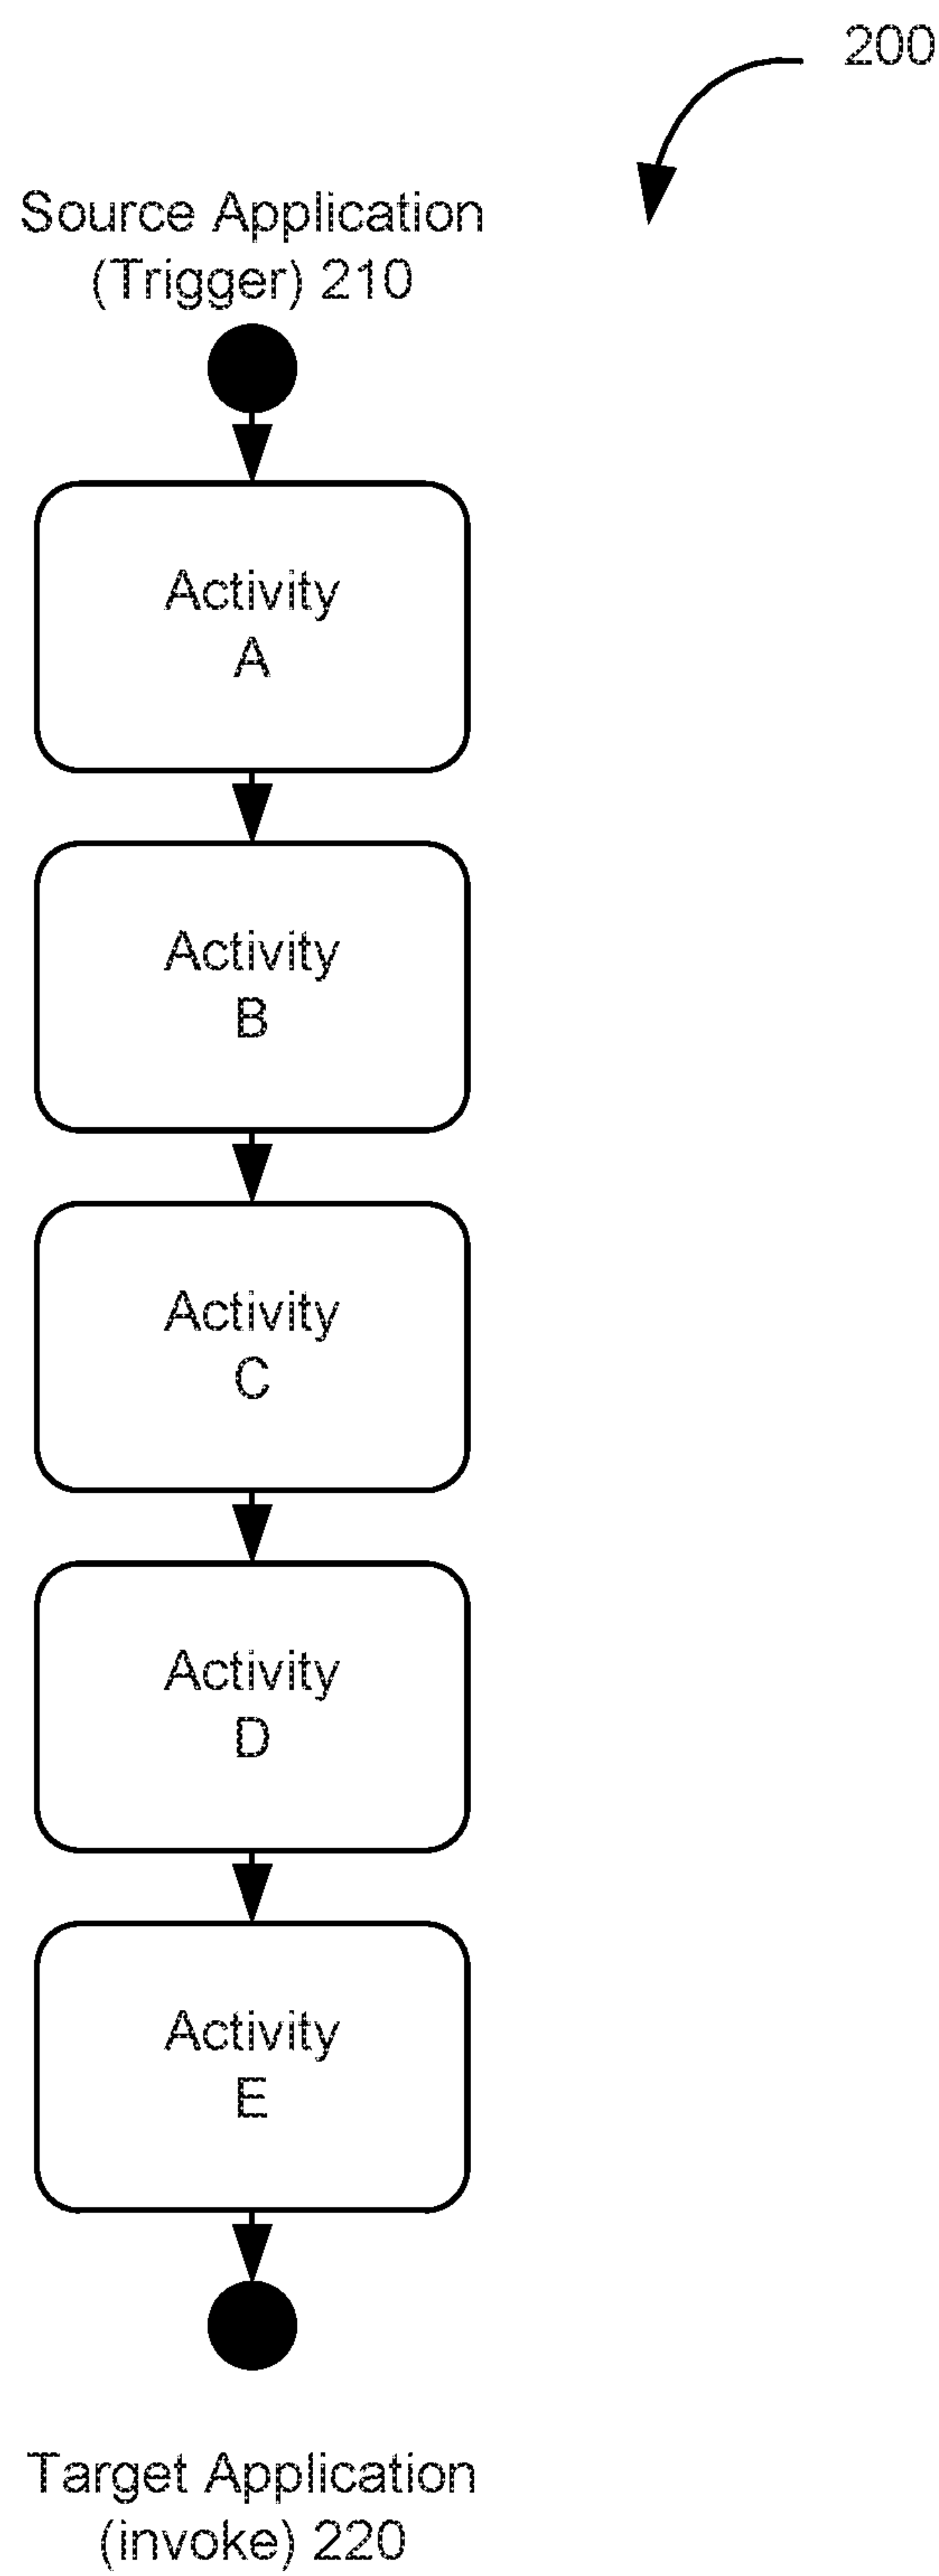 200
Source Application
(Trigger) 210
Activity
A
Activity
B
Activity
C
Activity
D
Activity
E
Target Application
(invoke) 220